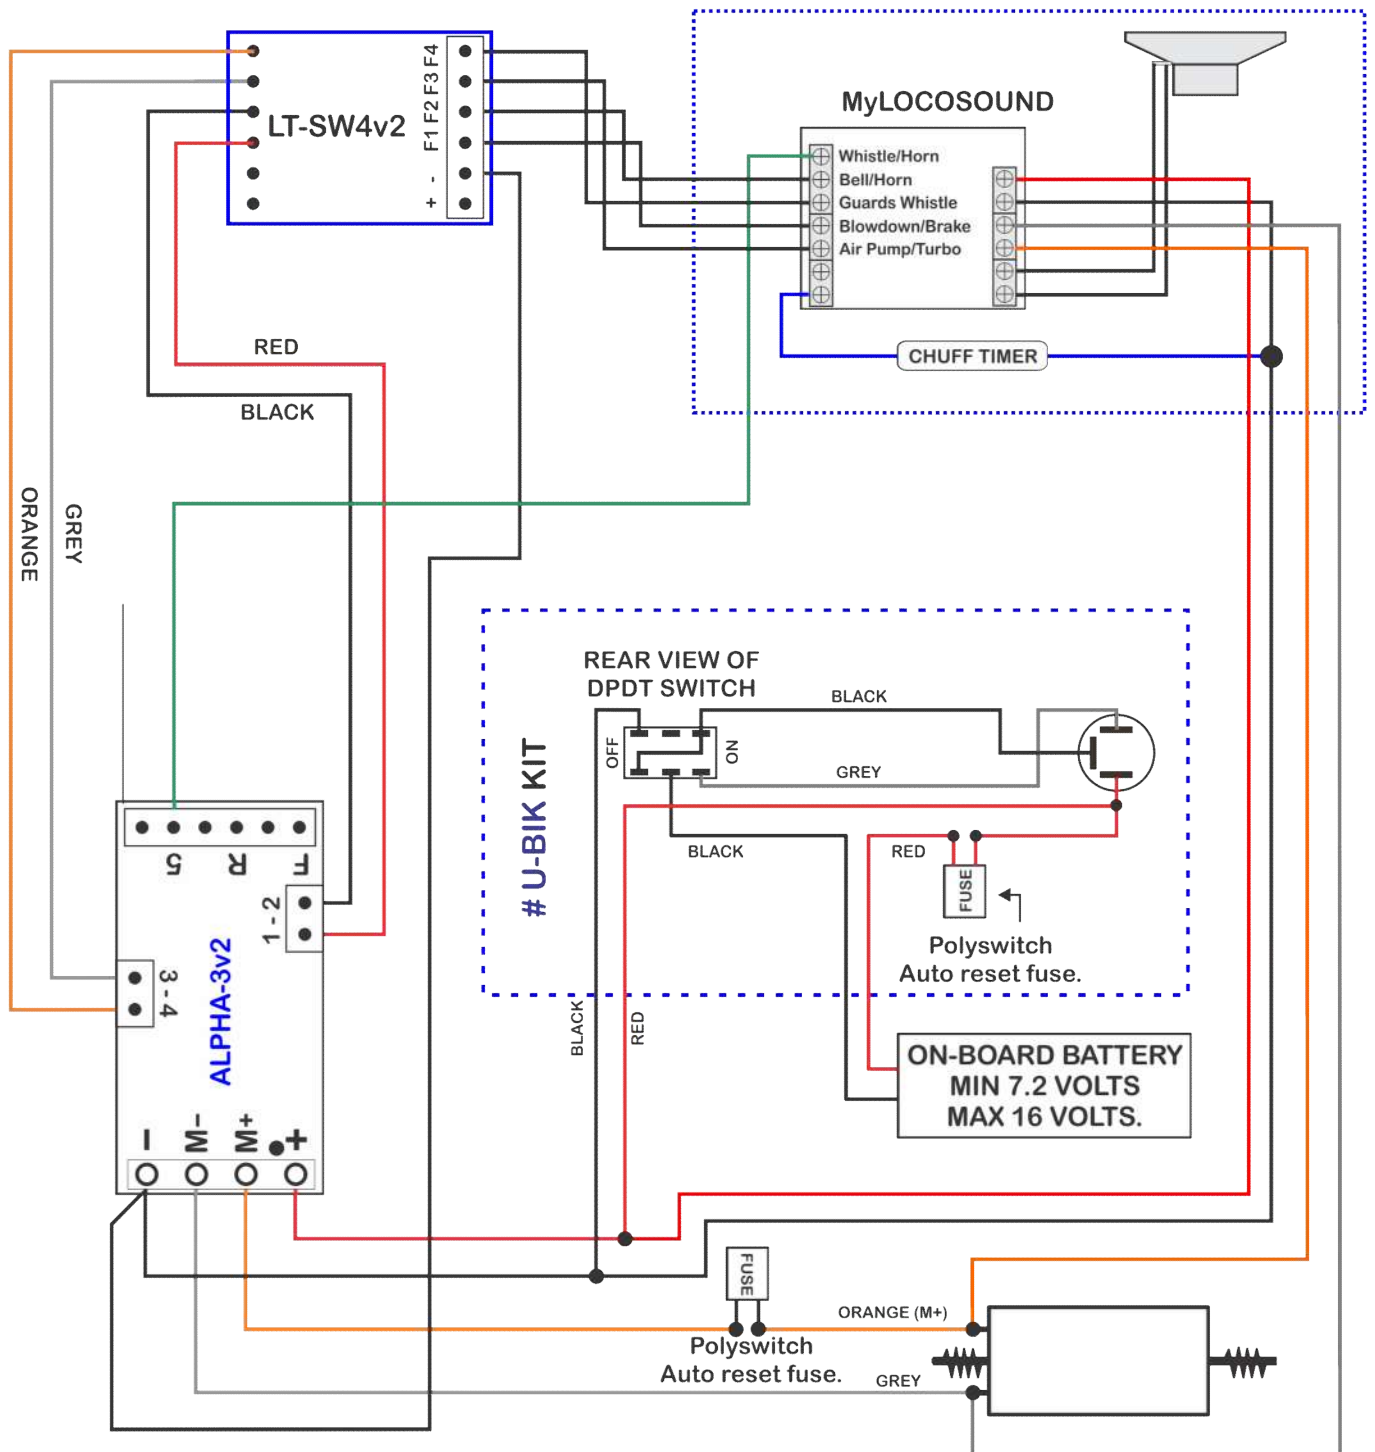 F1 F2 F3 F4
LT-SW4v2
+ -
MyLOCOSOUND
Whistle/Horn
Bell/Horn
Guards Whistle
Blowdown/Brake
Air Pump/Turbo
CHUFF TIMER
RED
BLACK
ORANGE
GREY
REAR VIEW OF
DPDT SWITCH
OFF
ON
BLACK
GREY
# U-BIK KIT
BLACK
RED
FUSE
Polyswitch
Auto reset fuse.
5 R F
1 - 2
3 - 4
ALPHA-3v2
BLACK
RED
ON-BOARD BATTERY
MIN 7.2 VOLTS
MAX 16 VOLTS.
– M- M+ +
FUSE
ORANGE (M+)
Polyswitch
Auto reset fuse.
GREY